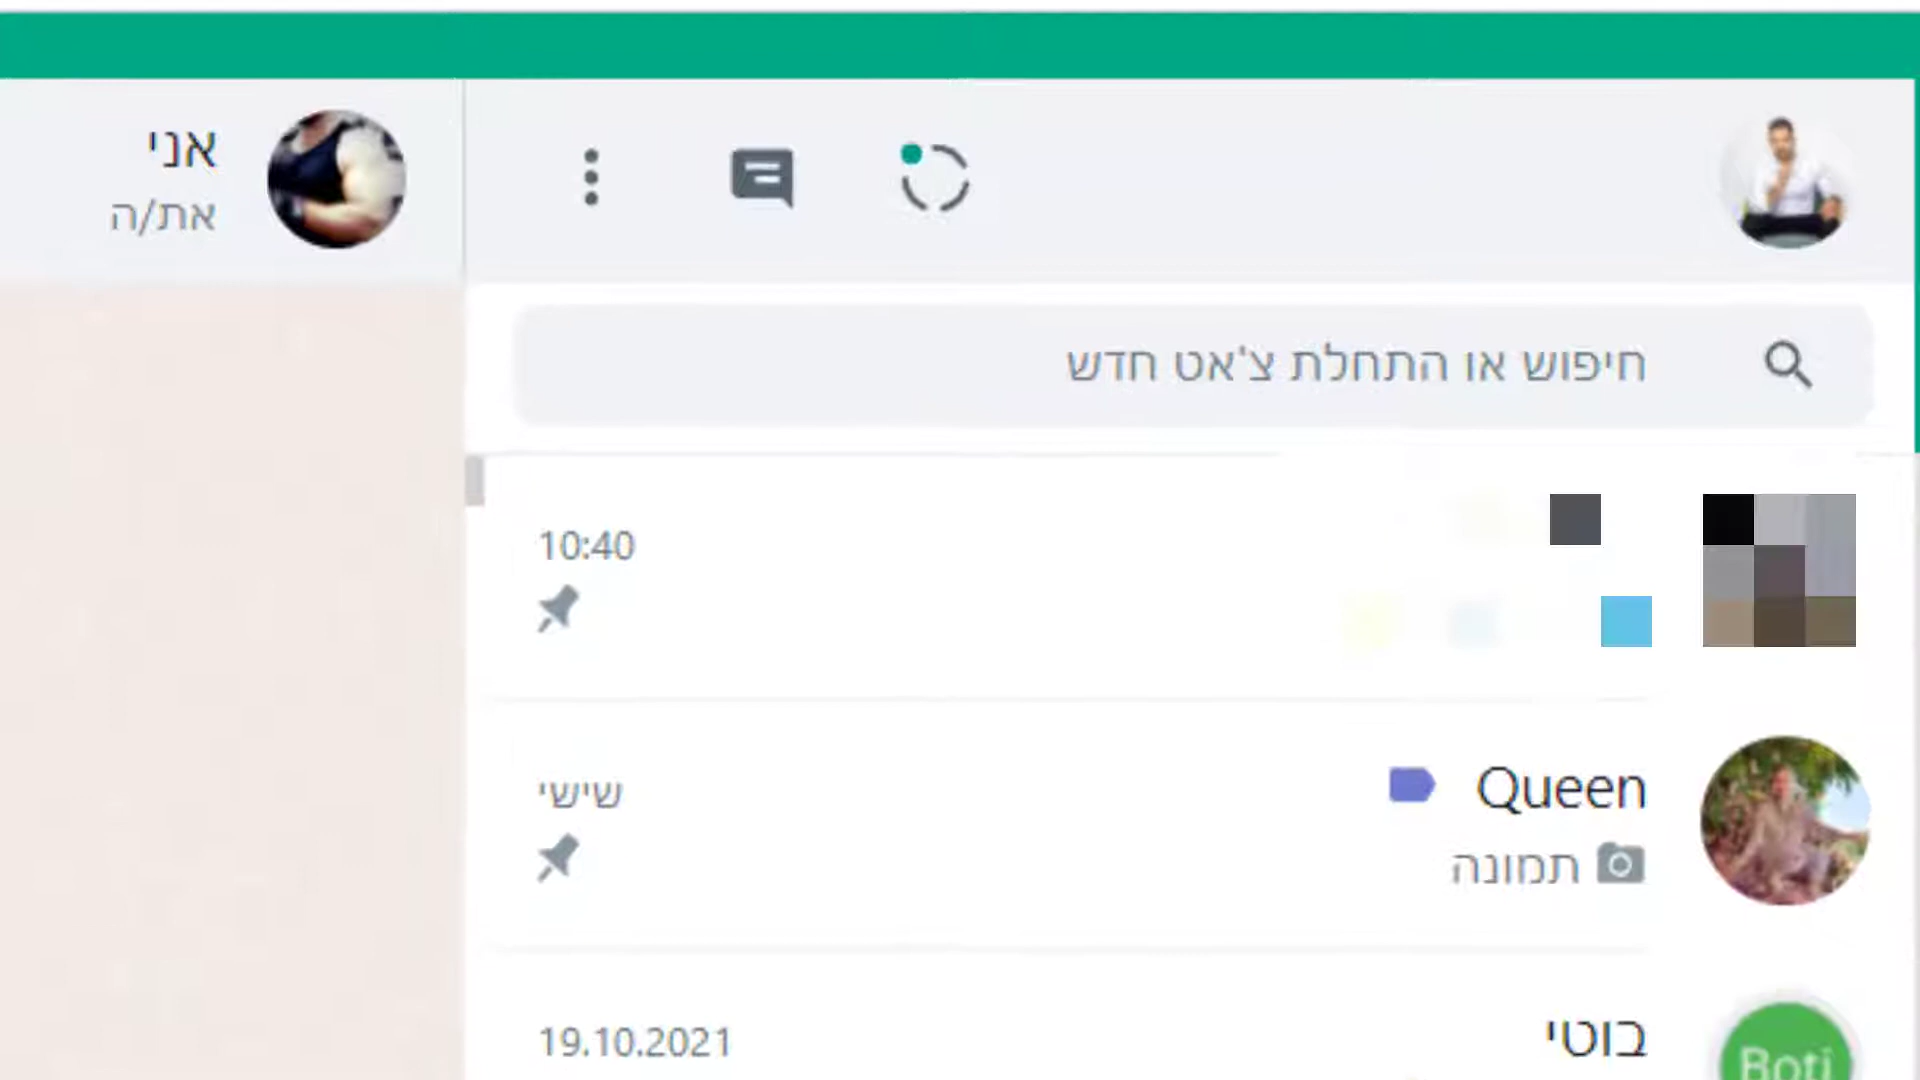 אני
את/ה
חיפוש או התחלת צ'אט חדש
10:40
Queen
שישי
תמונה
בוטי
19.10.2021
Boti